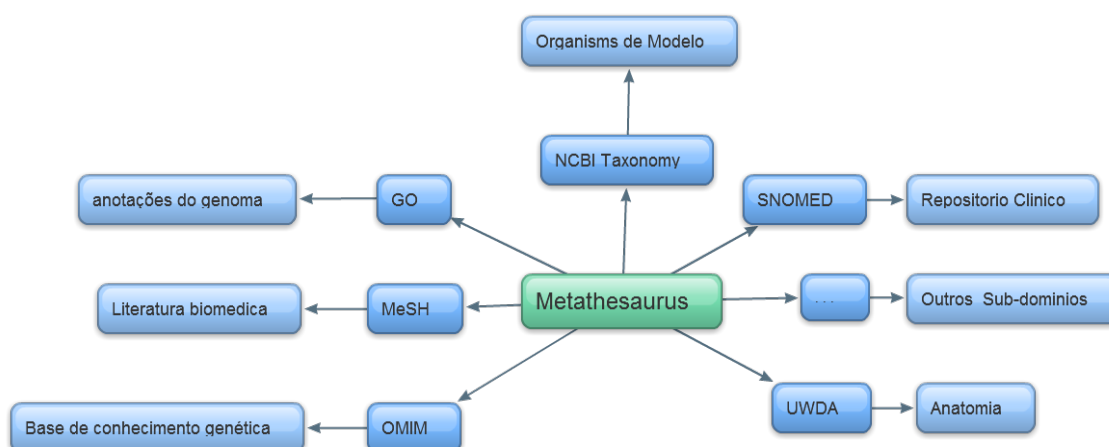 Organisms de Modelo
NCBI Taxonomy
anotações do genoma
GO
SNOMED
Repositorio Clinico
Metathesaurus
Literatura biomedica
MeSH
...
Outros Sub-dominios
UWDA
Anatomia
Base de conhecimento genética
OMIM